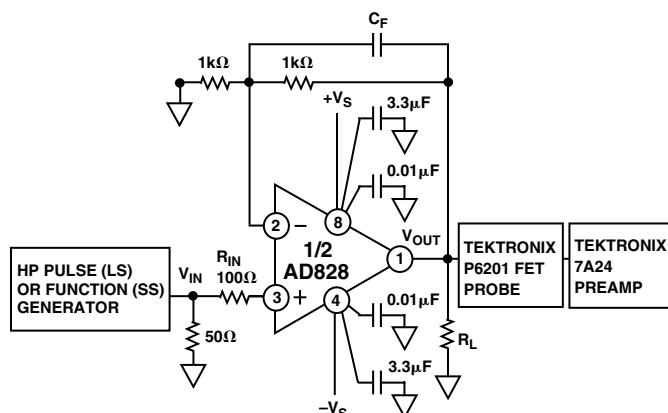 C_F
1kΩ
1kΩ
+V_S
3.3μF
0.01μF
2
−
8
1/2
AD828
V_OUT
1
HP PULSE (LS)
OR FUNCTION (SS)
GENERATOR
V_IN
R_IN
100Ω
3
+
4
50Ω
0.01μF
3.3μF
−V_S
R_L
TEKTRONIX
P6201 FET
PROBE
TEKTRONIX
7A24
PREAMP